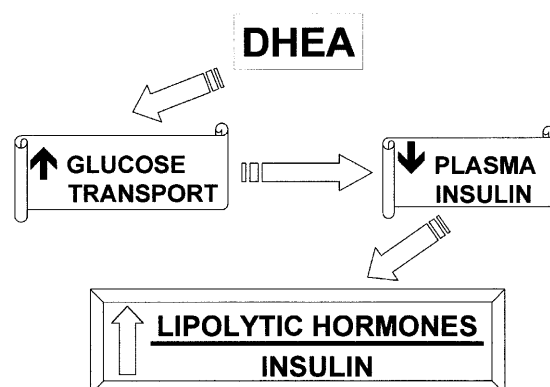 DHEA
GLUCOSE
TRANSPORT
PLASMA
INSULIN
LIPOLYTIC HORMONES
INSULIN